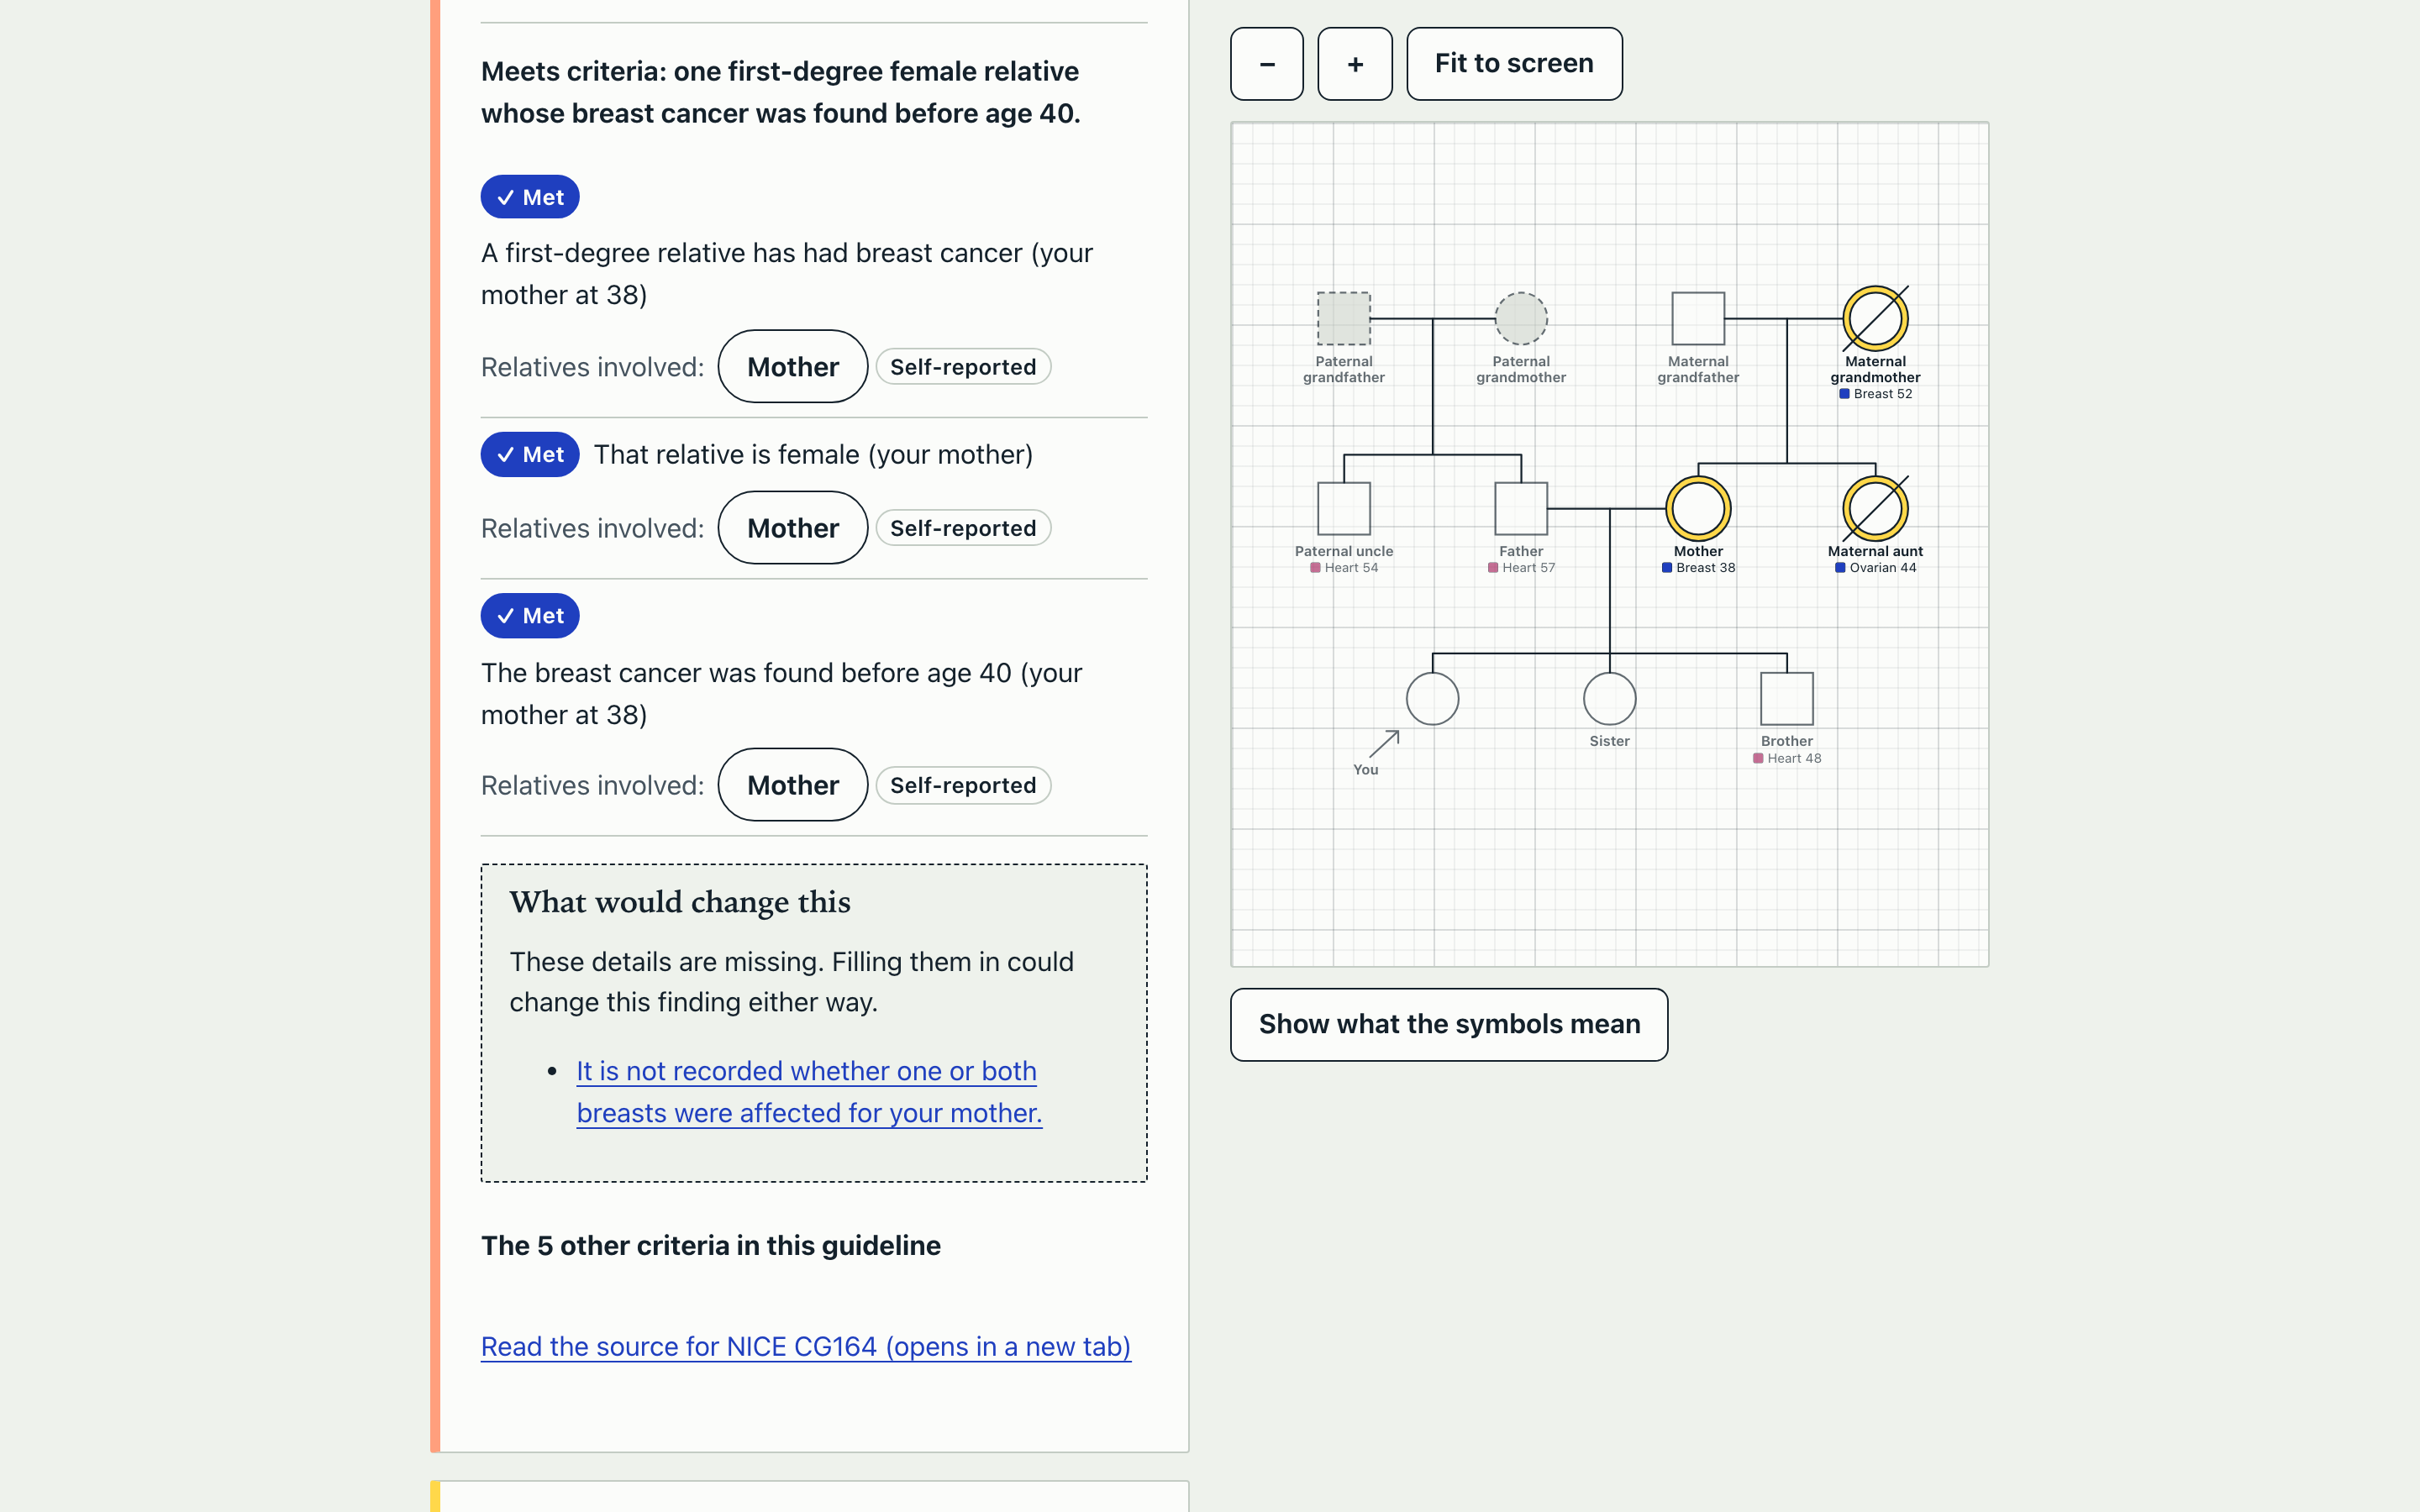 Meets criteria: one first-degree female relative
whose breast cancer was found before age 40.
✓ Met
A first-degree relative has had breast cancer (your
mother at 38)
Relatives involved: Mother Self-reported
✓ Met That relative is female (your mother)
Relatives involved: Mother Self-reported
✓ Met
The breast cancer was found before age 40 (your
mother at 38)
Relatives involved: Mother Self-reported
What would change this
These details are missing. Filling them in could
change this finding either way.
• It is not recorded whether one or both
breasts were affected for your mother.
The 5 other criteria in this guideline
Read the source for NICE CG164 (opens in a new tab)
− + Fit to screen
Paternal
grandfather
Paternal
grandmother
Maternal
grandfather
Maternal
grandmother
Breast 52
Paternal uncle
Heart 54
Father
Heart 57
Mother
Breast 38
Maternal aunt
Ovarian 44
You
Sister
Brother
Heart 48
Show what the symbols mean